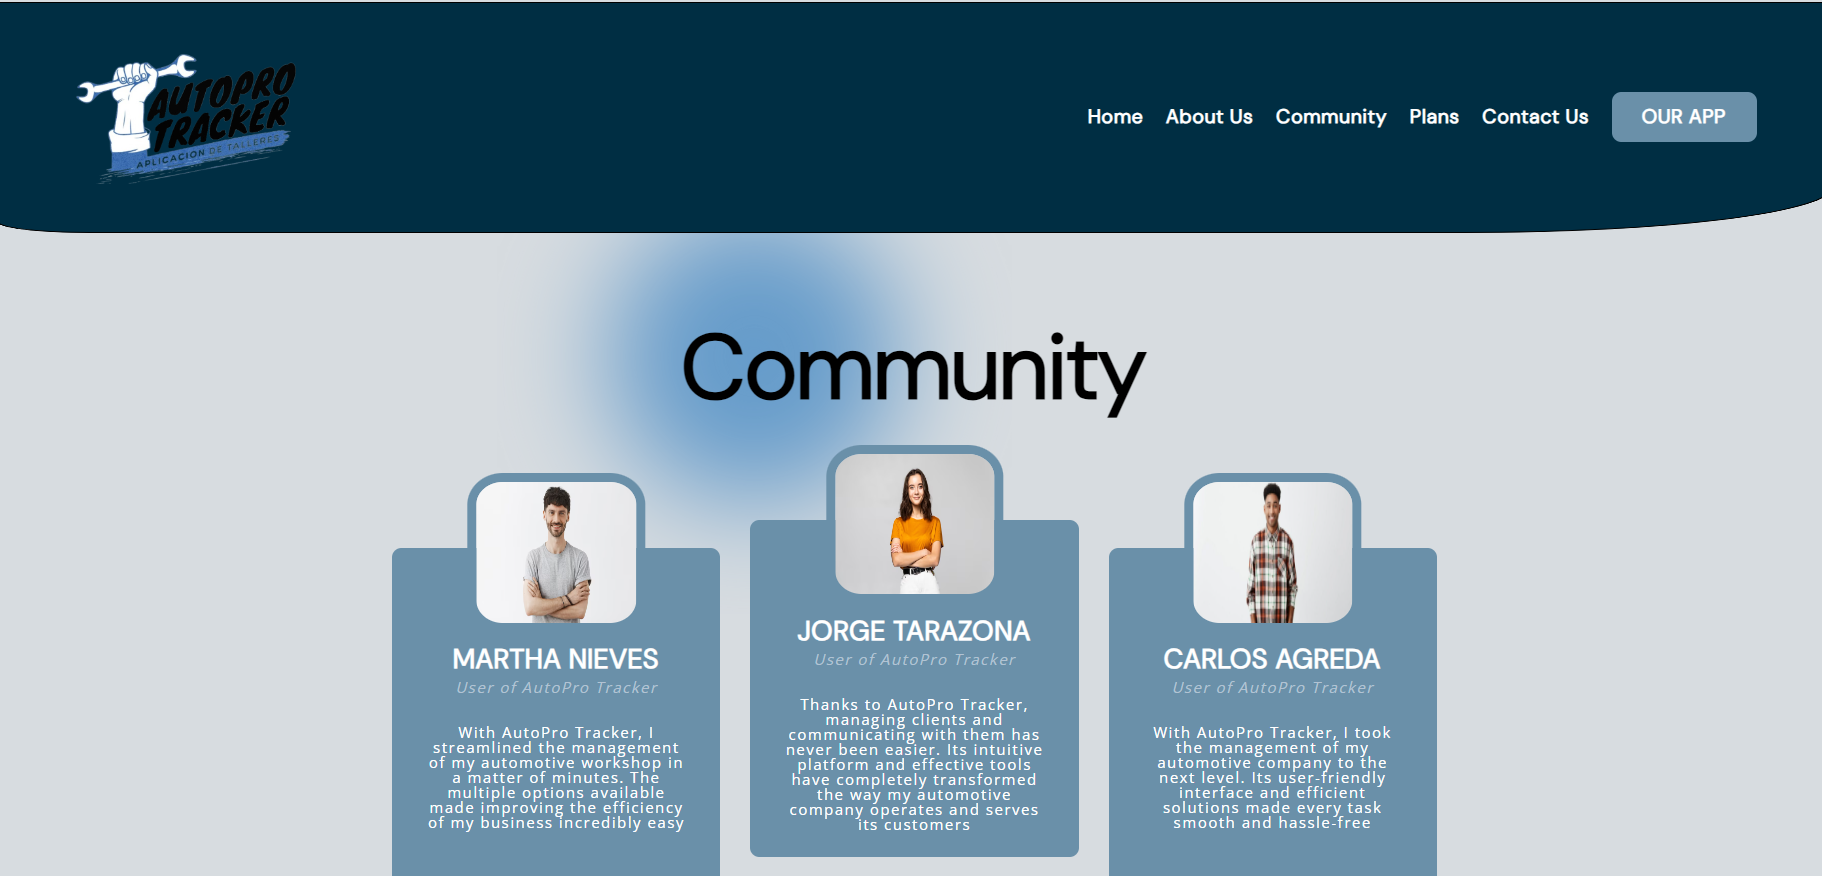 AUTOPRO
TRACKER
APLICACION DE TALLERES
Home About Us Community Plans Contact Us OUR APP
Community
MARTHA NIEVES
User of AutoPro Tracker
With AutoPro Tracker, I
streamlined the management
of my automotive workshop in
a matter of minutes. The
multiple options available
made improving the efficiency
of my business incredibly easy
JORGE TARAZONA
User of AutoPro Tracker
Thanks to AutoPro Tracker,
managing clients and
communicating with them has
never been easier. Its intuitive
platform and effective tools
have completely transformed
the way my automotive
company operates and serves
its customers
CARLOS AGREDA
User of AutoPro Tracker
With AutoPro Tracker, I took
the management of my
automotive company to the
next level. Its user-friendly
interface and efficient
solutions made every task
smooth and hassle-free